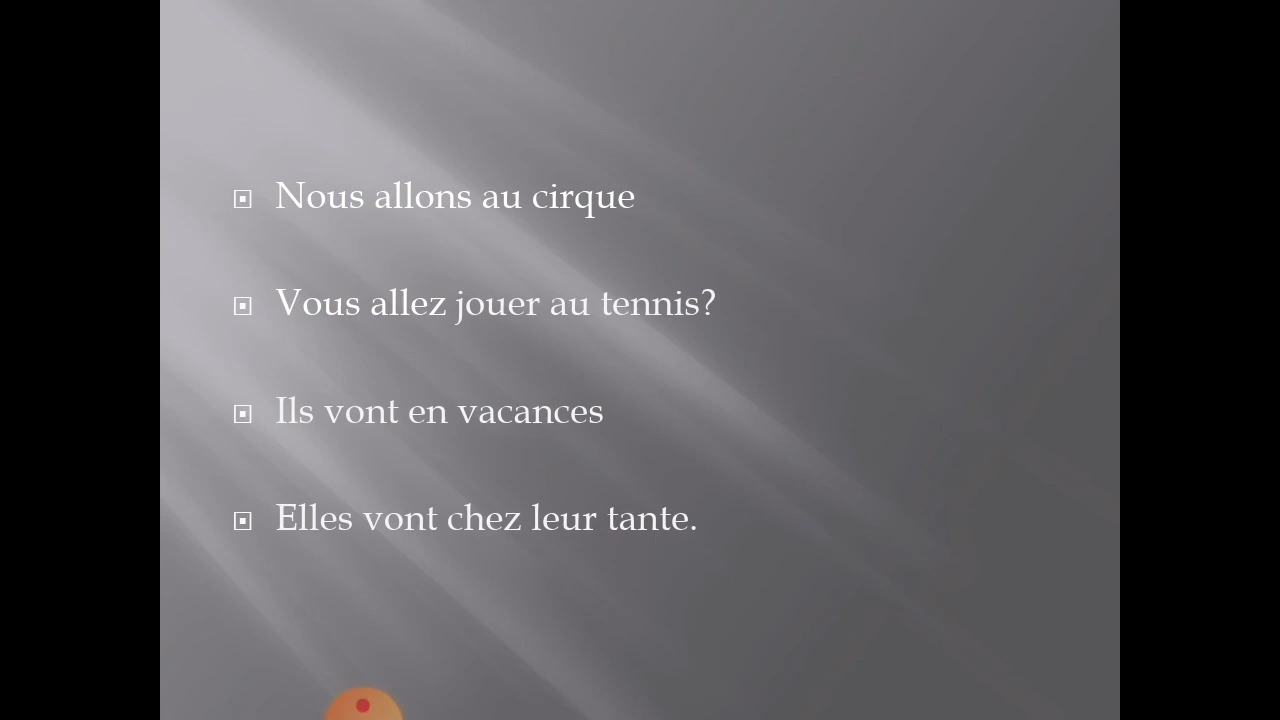 Nous allons au cirque
Vous allez jouer au tennis?
Ils vont en vacances
Elles vont chez leur tante.